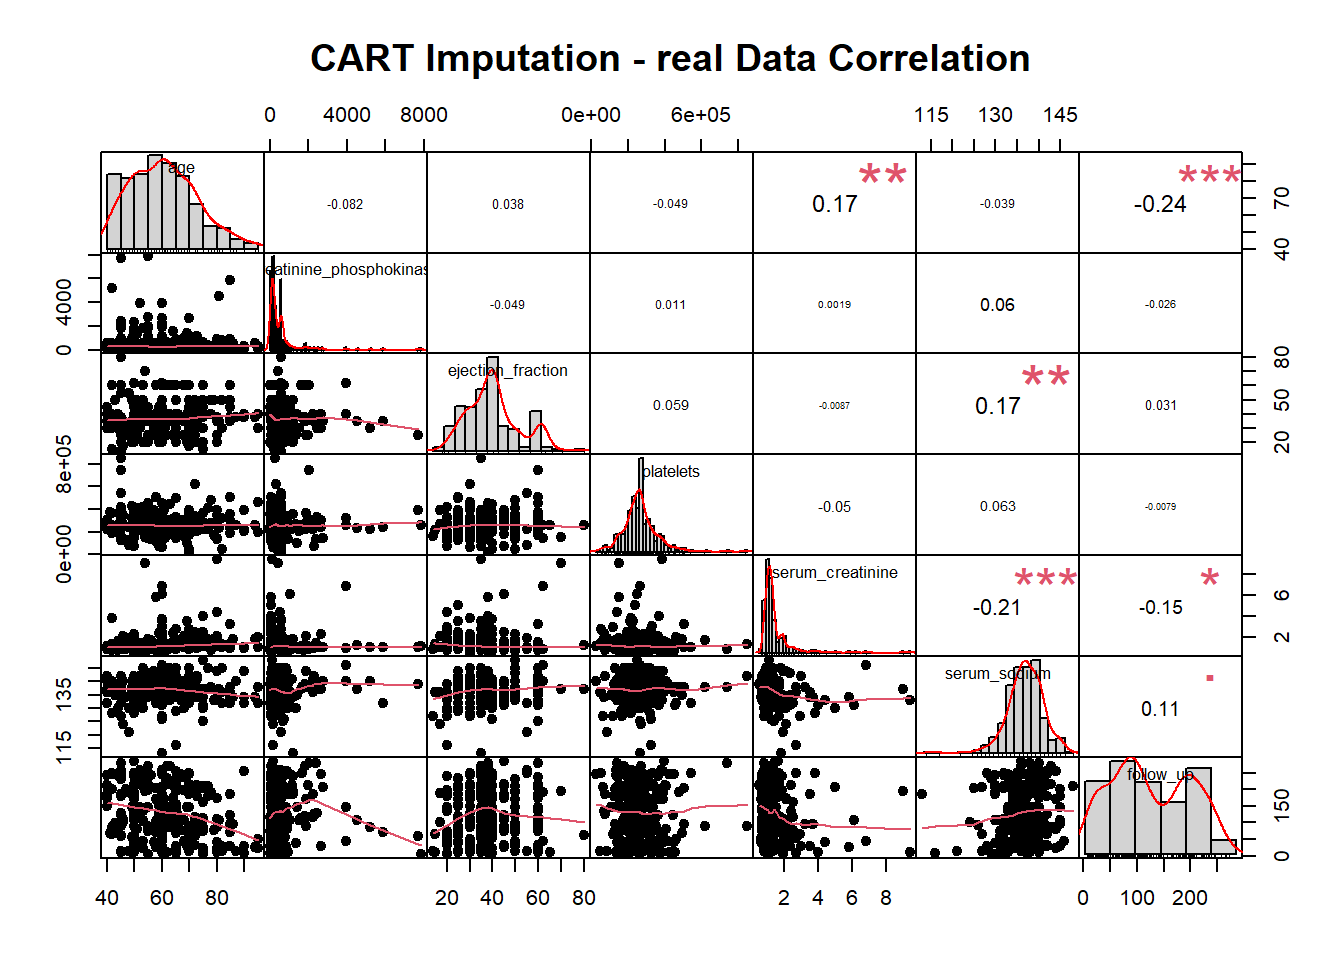 CART Imputation - real Data Correlation
0 4000 8000 0e+00 6e+05 115 130 145
age -0.082 0.038 -0.049 0.17 ** -0.039 -0.24 *** 70 40
4000 0 eatinine_phosphokinas -0.049 0.011 0.0019 0.06 -0.026
ejection_fraction 0.059 -0.0087 0.17 ** 0.031 80 50 20
8e+05 0e+00 platelets -0.05 0.063 -0.0079
serum_creatinine -0.21 *** -0.15 * 6 2
135 115 serum_sodium 0.11 .
follow_up 150 0
40 60 80 20 40 60 80 2 4 6 8 0 100 200